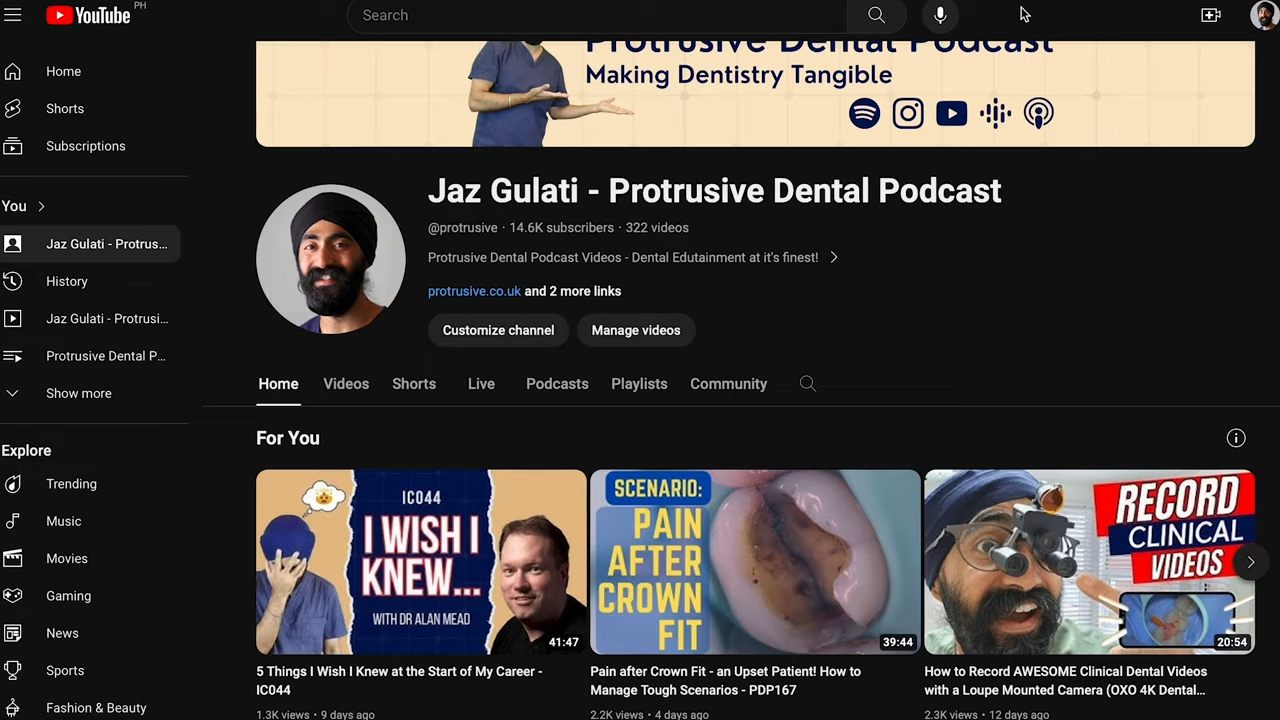 YouTube PH
Search
Home
Shorts
Subscriptions
You
Jaz Gulati - Protrus...
History
Jaz Gulati - Protrusi...
Protrusive Dental P...
Show more
Explore
Trending
Music
Movies
Gaming
News
Sports
Fashion & Beauty
Protrusive Dental Podcast
Making Dentistry Tangible
Jaz Gulati - Protrusive Dental Podcast
@protrusive · 14.6K subscribers · 322 videos
Protrusive Dental Podcast Videos - Dental Edutainment at it's finest!
protrusive.co.uk and 2 more links
Customize channel
Manage videos
Home Videos Shorts Live Podcasts Playlists Community
For You
IC044
I WISH I
KNEW...
WITH DR ALAN MEAD
41:47
5 Things I Wish I Knew at the Start of My Career -
IC044
1.3K views · 9 days ago
SCENARIO:
PAIN
AFTER
CROWN
FIT
39:44
Pain after Crown Fit - an Upset Patient! How to
Manage Tough Scenarios - PDP167
2.2K views · 4 days ago
RECORD
CLINICAL
VIDEOS
20:54
How to Record AWESOME Clinical Dental Videos
with a Loupe Mounted Camera (OXO 4K Dental...
2.3K views · 12 days ago